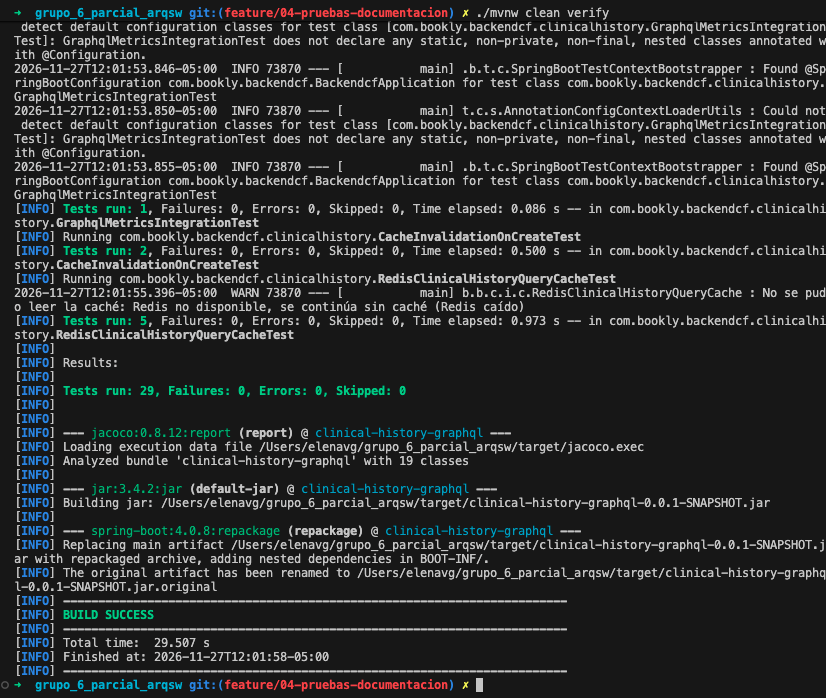 ➜  grupo_6_parcial_arqsw git:(feature/04-pruebas-documentacion) ✗ ./mvnw clean verify
 detect default configuration classes for test class [com.bookly.backendcf.clinicalhistory.GraphqlMetricsIntegration
Test]: GraphqlMetricsIntegrationTest does not declare any static, non-private, non-final, nested classes annotated w
ith @Configuration.
2026-11-27T12:01:53.846-05:00  INFO 73870 --- [           main] .b.t.c.SpringBootTestContextBootstrapper : Found @Sp
ringBootConfiguration com.bookly.backendcf.BackendcfApplication for test class com.bookly.backendcf.clinicalhistory.
GraphqlMetricsIntegrationTest
2026-11-27T12:01:53.850-05:00  INFO 73870 --- [           main] t.c.s.AnnotationConfigContextLoaderUtils : Could not
 detect default configuration classes for test class [com.bookly.backendcf.clinicalhistory.GraphqlMetricsIntegration
Test]: GraphqlMetricsIntegrationTest does not declare any static, non-private, non-final, nested classes annotated w
ith @Configuration.
2026-11-27T12:01:53.855-05:00  INFO 73870 --- [           main] .b.t.c.SpringBootTestContextBootstrapper : Found @Sp
ringBootConfiguration com.bookly.backendcf.BackendcfApplication for test class com.bookly.backendcf.clinicalhistory.
GraphqlMetricsIntegrationTest
[INFO] Tests run: 1, Failures: 0, Errors: 0, Skipped: 0, Time elapsed: 0.086 s -- in com.bookly.backendcf.clinicalhi
story.GraphqlMetricsIntegrationTest
[INFO] Running com.bookly.backendcf.clinicalhistory.CacheInvalidationOnCreateTest
[INFO] Tests run: 2, Failures: 0, Errors: 0, Skipped: 0, Time elapsed: 0.500 s -- in com.bookly.backendcf.clinicalhi
story.CacheInvalidationOnCreateTest
[INFO] Running com.bookly.backendcf.clinicalhistory.RedisClinicalHistoryQueryCacheTest
2026-11-27T12:01:55.396-05:00  WARN 73870 --- [           main] b.b.c.i.c.RedisClinicalHistoryQueryCache : No se pud
o leer la caché: Redis no disponible, se continúa sin caché (Redis caído)
[INFO] Tests run: 5, Failures: 0, Errors: 0, Skipped: 0, Time elapsed: 0.973 s -- in com.bookly.backendcf.clinicalhi
story.RedisClinicalHistoryQueryCacheTest
[INFO]
[INFO] Results:
[INFO]
[INFO] Tests run: 29, Failures: 0, Errors: 0, Skipped: 0
[INFO]
[INFO]
[INFO] --- jacoco:0.8.12:report (report) @ clinical-history-graphql ---
[INFO] Loading execution data file /Users/elenavg/grupo_6_parcial_arqsw/target/jacoco.exec
[INFO] Analyzed bundle 'clinical-history-graphql' with 19 classes
[INFO]
[INFO] --- jar:3.4.2:jar (default-jar) @ clinical-history-graphql ---
[INFO] Building jar: /Users/elenavg/grupo_6_parcial_arqsw/target/clinical-history-graphql-0.0.1-SNAPSHOT.jar
[INFO]
[INFO] --- spring-boot:4.0.8:repackage (repackage) @ clinical-history-graphql ---
[INFO] Replacing main artifact /Users/elenavg/grupo_6_parcial_arqsw/target/clinical-history-graphql-0.0.1-SNAPSHOT.j
ar with repackaged archive, adding nested dependencies in BOOT-INF/.
[INFO] The original artifact has been renamed to /Users/elenavg/grupo_6_parcial_arqsw/target/clinical-history-graphq
l-0.0.1-SNAPSHOT.jar.original
[INFO] ------------------------------------------------------------------------
[INFO] BUILD SUCCESS
[INFO] ------------------------------------------------------------------------
[INFO] Total time:  29.507 s
[INFO] Finished at: 2026-11-27T12:01:58-05:00
[INFO] ------------------------------------------------------------------------
➜  grupo_6_parcial_arqsw git:(feature/04-pruebas-documentacion) ✗